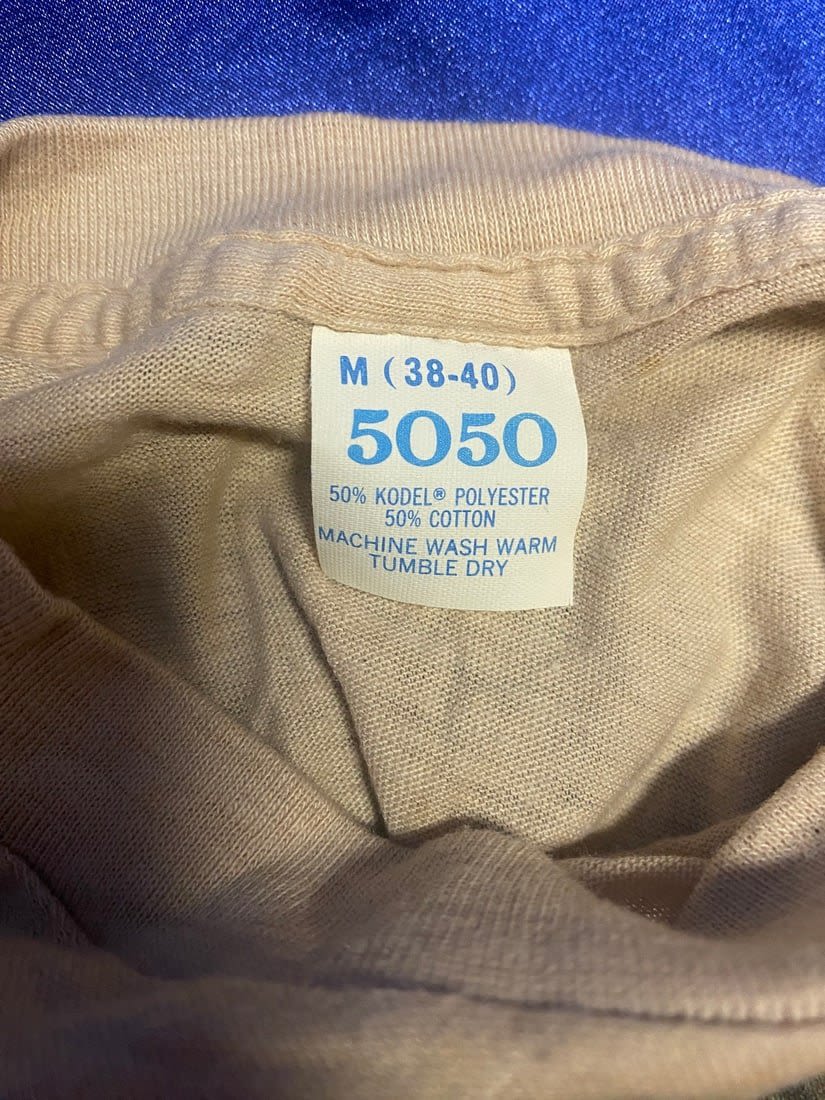 M (38-40)
5050
50% KODEL® POLYESTER
50% COTTON
MACHINE WASH WARM
TUMBLE DRY